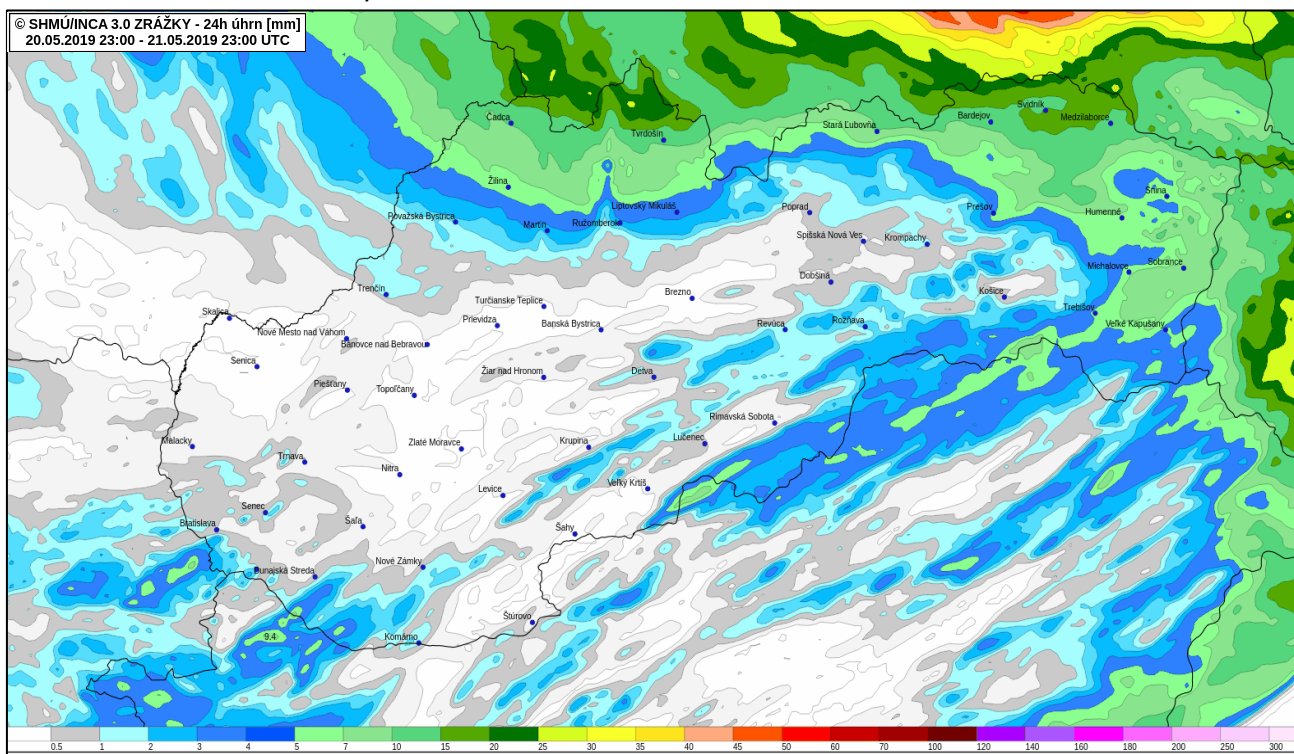 © SHMÚ/INCA 3.0 ZRÁŽKY - 24h úhrn [mm]
20.05.2019 23:00 - 21.05.2019 23:00 UTC
Svidník
Čadca
Bardejov
Medzilaborce
Stará Ľubovňa
Tvrdošín
Žilina
Snina
Liptovský Mikuláš
Poprad
Prešov
Humenné
Považská Bystrica
Martin
Ružomberok
Spišská Nová Ves
Krompachy
Michalovce
Sobrance
Dobšiná
Trenčín
Brezno
Košice
Turčianske Teplice
Trebišov
Skalica
Prievidza
Banská Bystrica
Revúca
Rožňava
Veľké Kapušany
Nové Mesto nad Váhom
Bánovce nad Bebravou
Senica
Žiar nad Hronom
Detva
Piešťany
Topoľčany
Rimavská Sobota
Malacky
Zlaté Moravce
Krupina
Lučenec
Trnava
Nitra
Levice
Veľký Krtíš
Senec
Bratislava
Šaľa
Šahy
Nové Zámky
Dunajská Streda
Štúrovo
9.4
Komárno
0.5 1 2 3 4 5 7 10 15 20 25 30 35 40 45 50 60 70 100 120 140 160 180 200 250 300